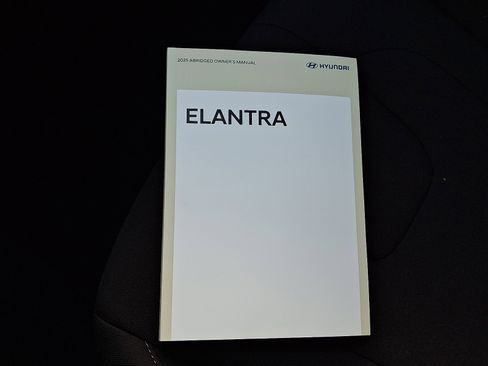 2025 ABRIDGED OWNER'S MANUAL
HYUNDAI
ELANTRA